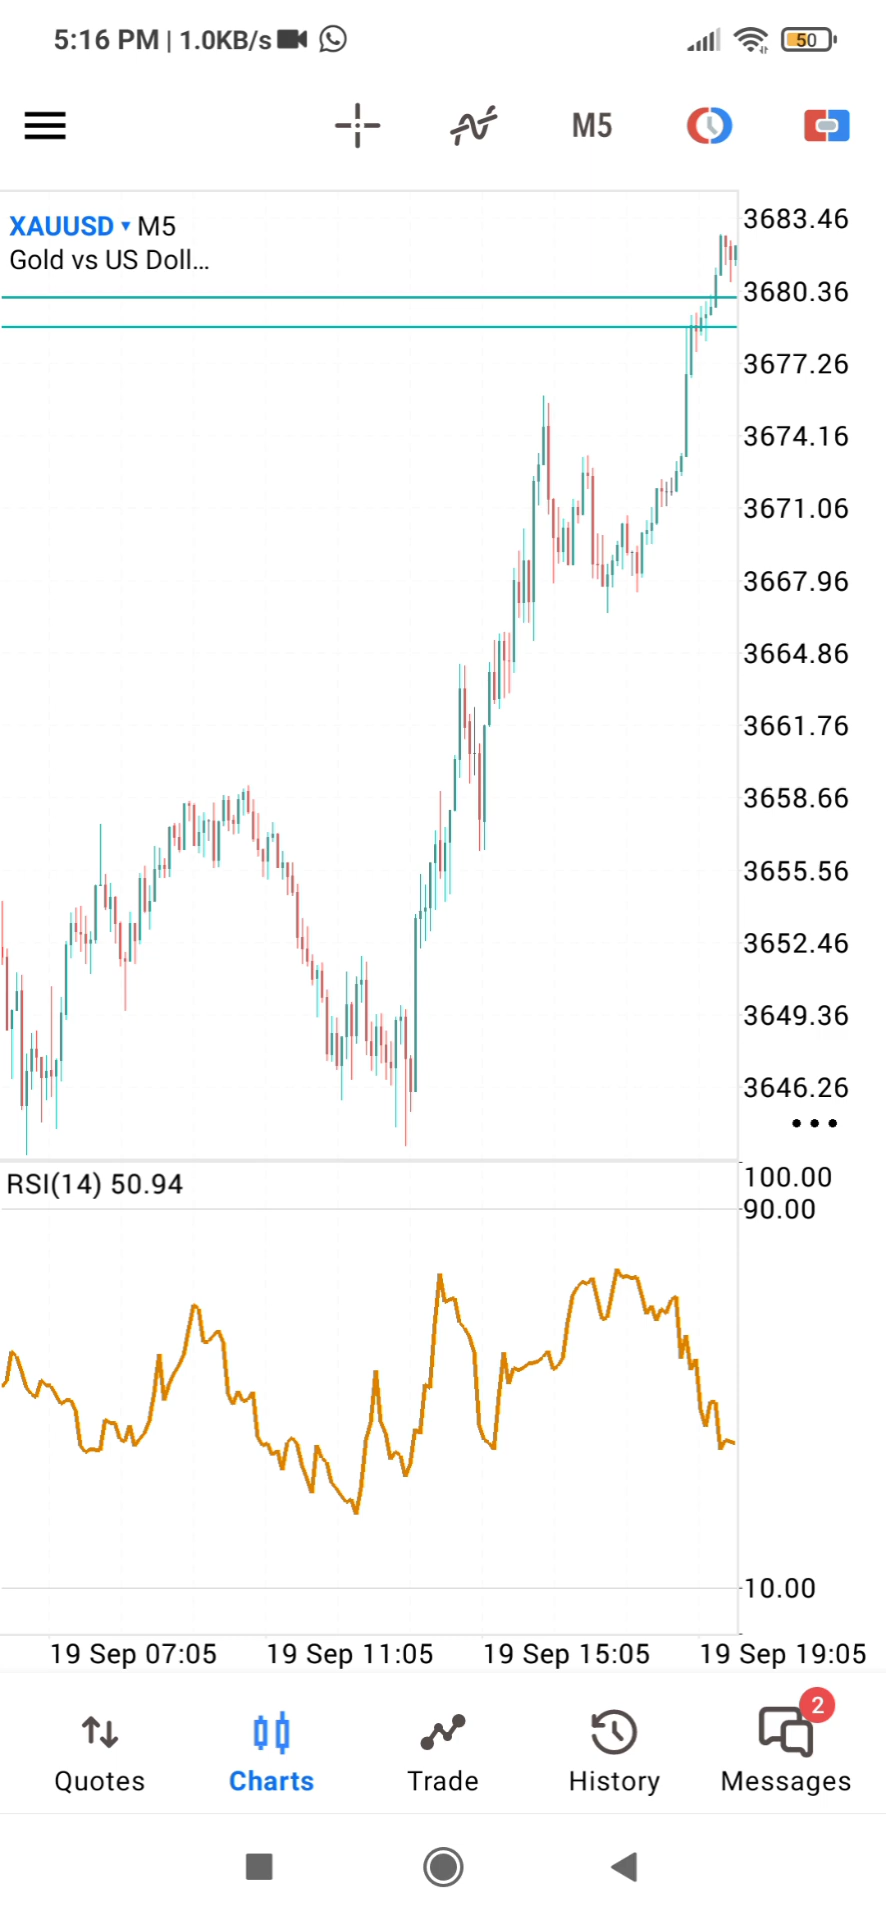 5:16 PM | 1.0KB/s
50
M5
XAUUSD ▾ M5
Gold vs US Doll...
3683.46
3680.36
3677.26
3674.16
3671.06
3667.96
3664.86
3661.76
3658.66
3655.56
3652.46
3649.36
3646.26
RSI(14) 50.94
100.00
90.00
10.00
19 Sep 07:05
19 Sep 11:05
19 Sep 15:05
19 Sep 19:05
2
Quotes
Charts
Trade
History
Messages